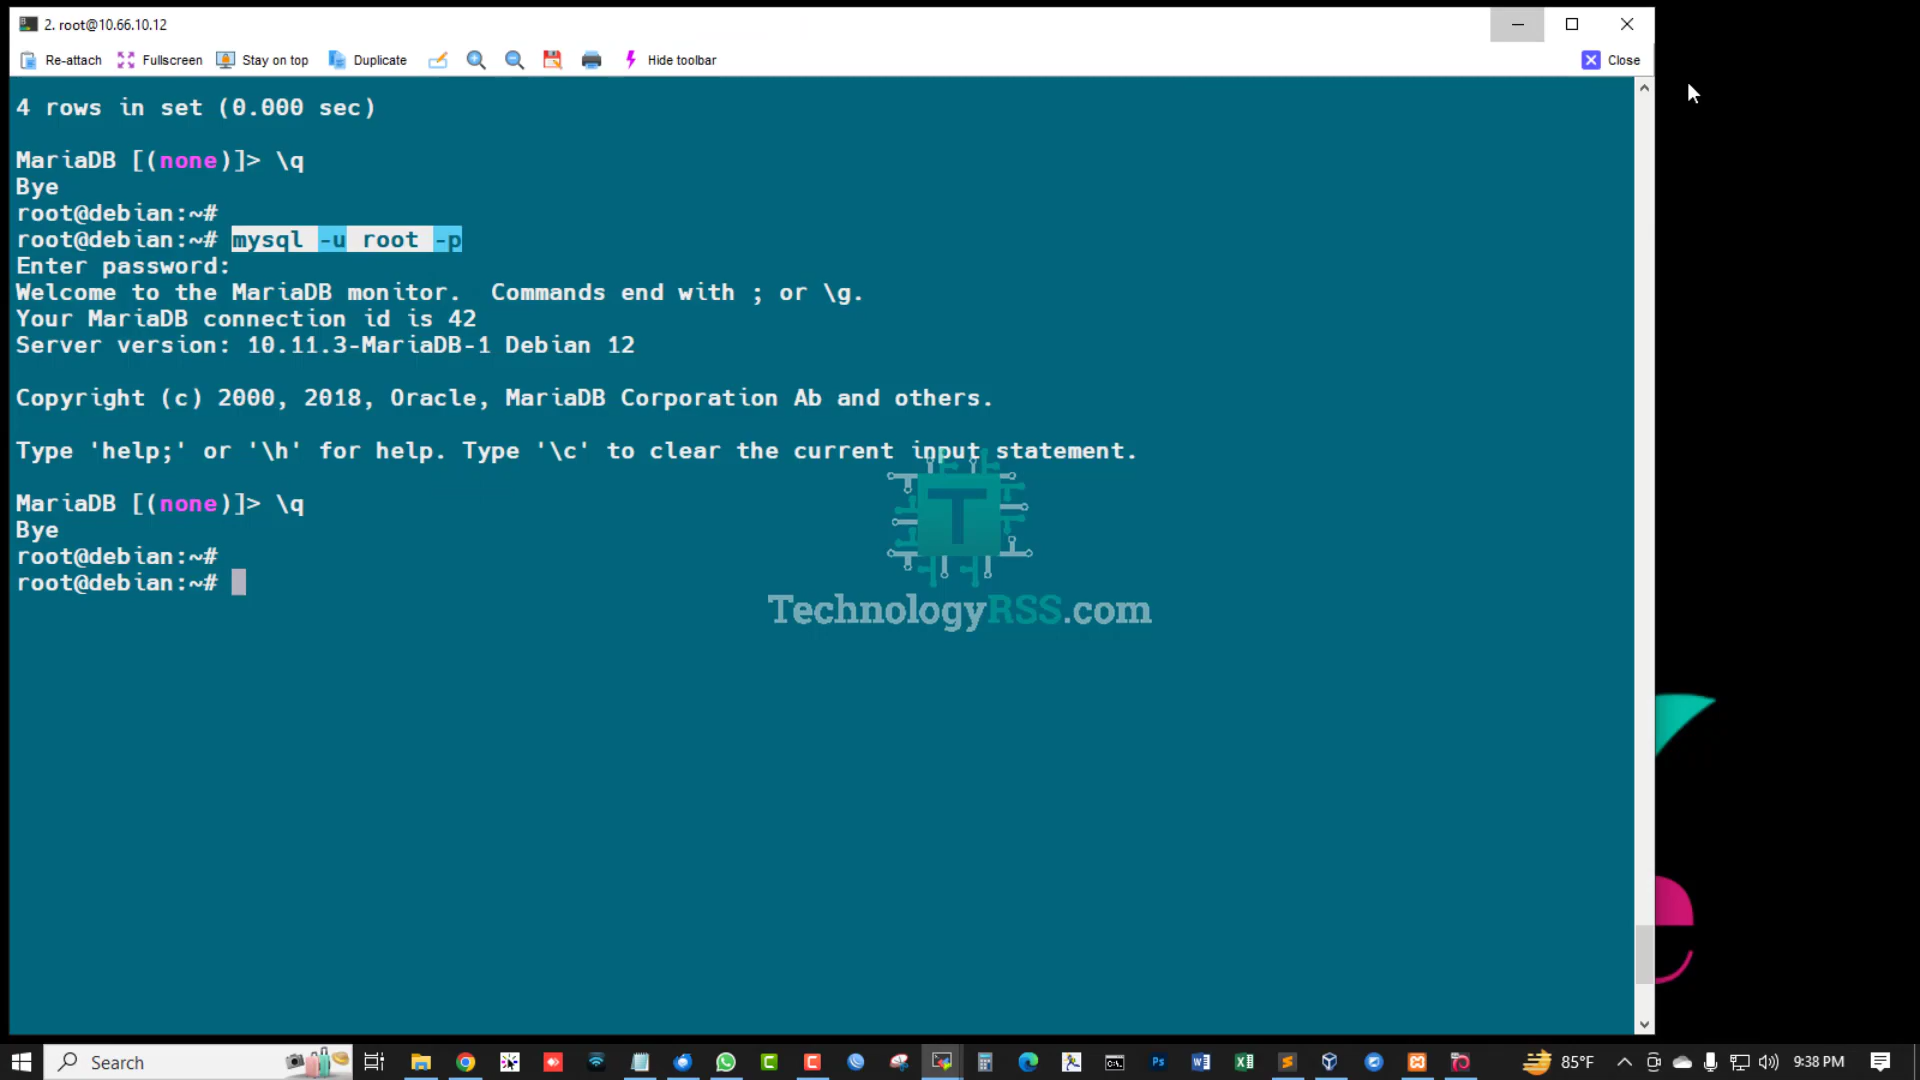 2. root@10.66.10.12
Re-attach Fullscreen Stay on top Duplicate Hide toolbar Close
4 rows in set (0.000 sec)
MariaDB [(none)]> \q
Bye
root@debian:~#
root@debian:~# mysql -u root -p
Enter password:
Welcome to the MariaDB monitor.  Commands end with ; or \g.
Your MariaDB connection id is 42
Server version: 10.11.3-MariaDB-1 Debian 12
Copyright (c) 2000, 2018, Oracle, MariaDB Corporation Ab and others.
Type 'help;' or '\h' for help. Type '\c' to clear the current input statement.
MariaDB [(none)]> \q
Bye
root@debian:~#
root@debian:~#
T
TechnologyRSS.com
Search 85°F 9:38 PM